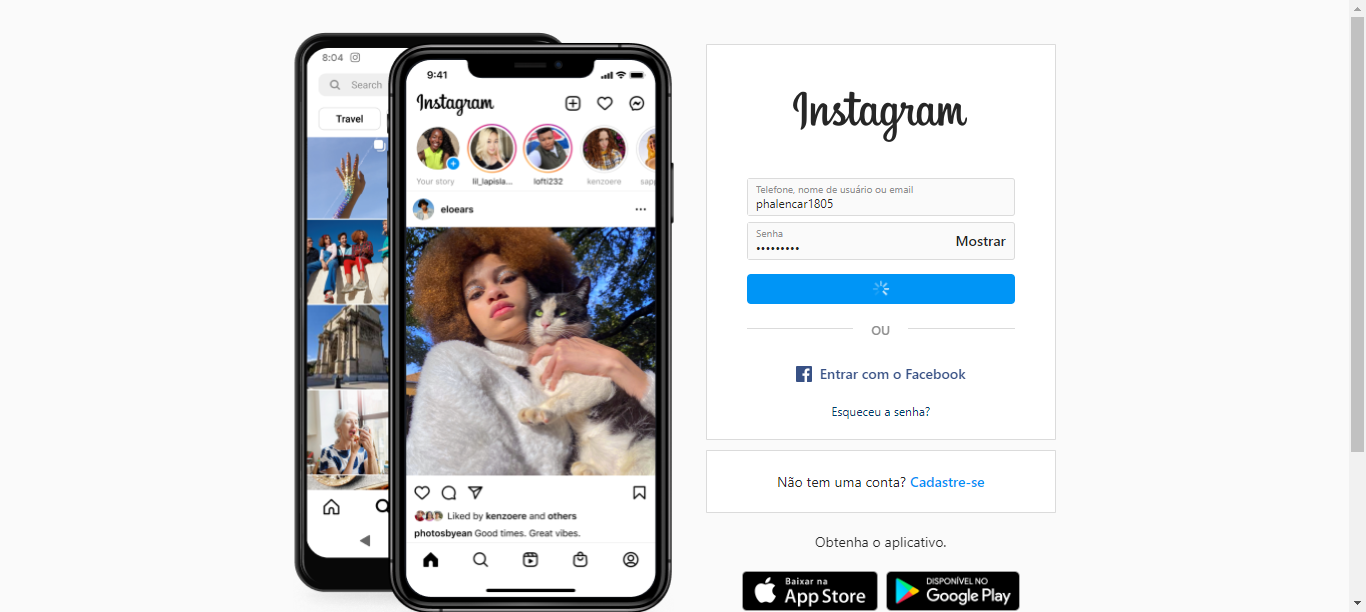 8:04
Search
Travel
9:41
Instagram
Your story
lil_lapisla...
lofti232
kenzoere
sapp
eloears
Liked by kenzoere and others
photosbyean Good times. Great vibes.
Instagram
Telefone, nome de usuário ou email
phalencar1805
Senha
•••••••••
Mostrar
OU
Entrar com o Facebook
Esqueceu a senha?
Não tem uma conta? Cadastre-se
Obtenha o aplicativo.
Baixar na
App Store
DISPONÍVEL NO
Google Play